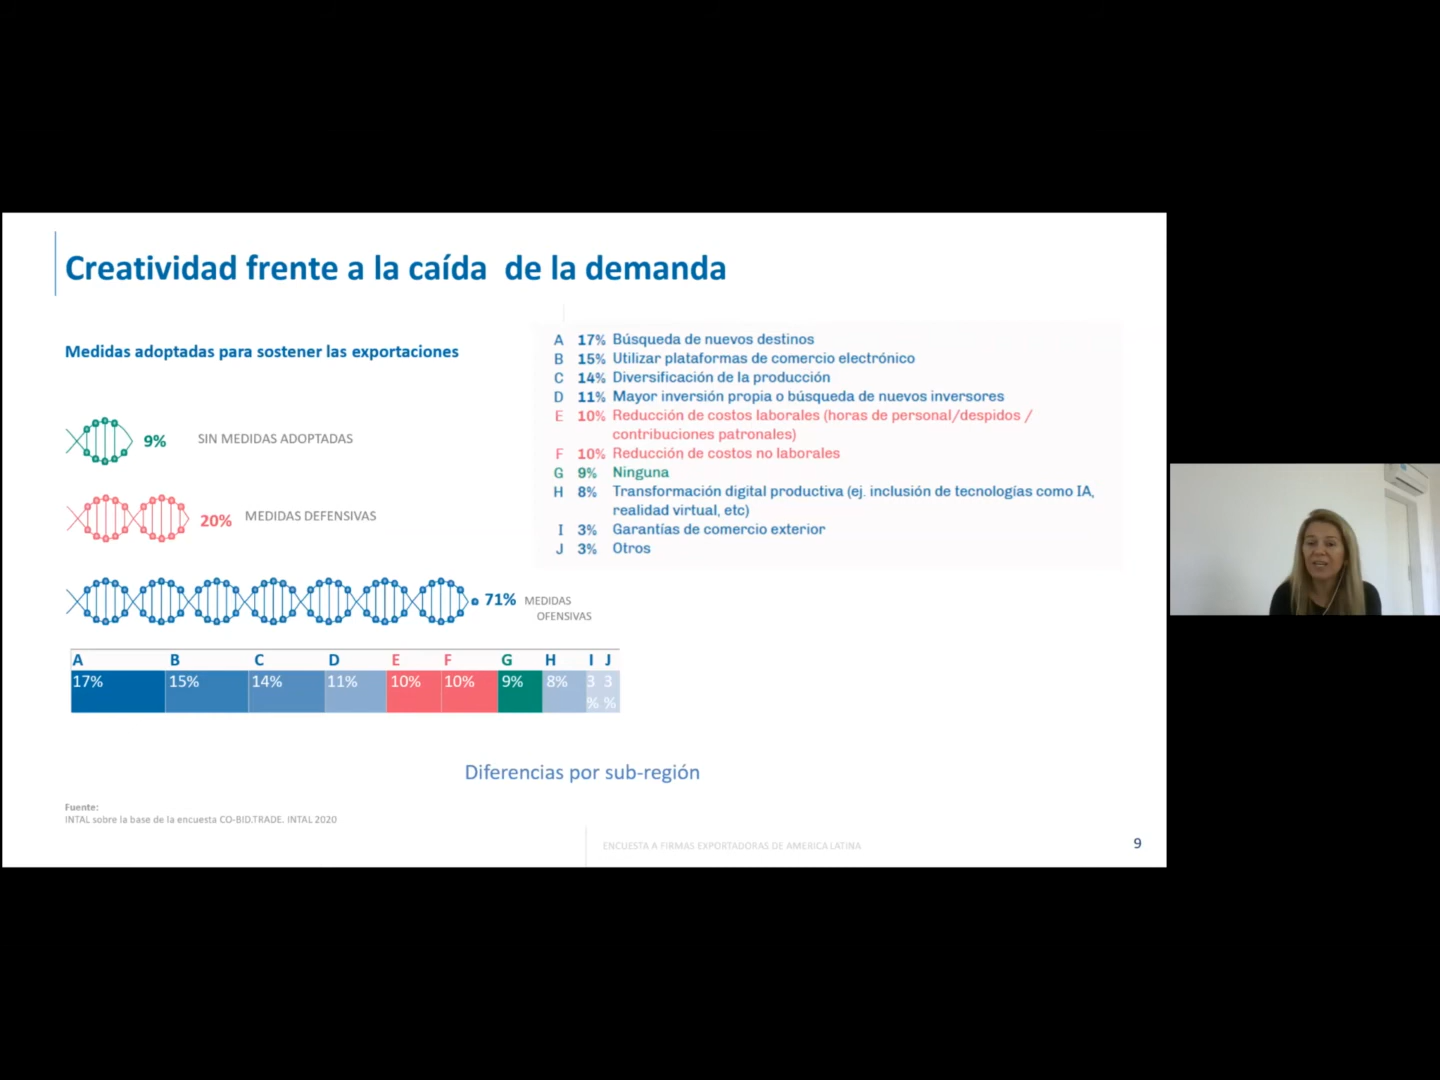 Creatividad frente a la caída de la demanda
Medidas adoptadas para sostener las exportaciones
9% SIN MEDIDAS ADOPTADAS
20% MEDIDAS DEFENSIVAS
71% MEDIDAS
OFENSIVAS
A 17% Búsqueda de nuevos destinos
B 15% Utilizar plataformas de comercio electrónico
C 14% Diversificación de la producción
D 11% Mayor inversión propia o búsqueda de nuevos inversores
E 10% Reducción de costos laborales (horas de personal/despidos /
contribuciones patronales)
F 10% Reducción de costos no laborales
G 9% Ninguna
H 8% Transformación digital productiva (ej. inclusión de tecnologías como IA,
realidad virtual, etc)
I 3% Garantías de comercio exterior
J 3% Otros
A B C D E F G H I J
17% 15% 14% 11% 10% 10% 9% 8% 3 3
% %
Diferencias por sub-región
Fuente:
INTAL sobre la base de la encuesta CO-BID.TRADE. INTAL 2020
ENCUESTA A FIRMAS EXPORTADORAS DE AMERICA LATINA
9